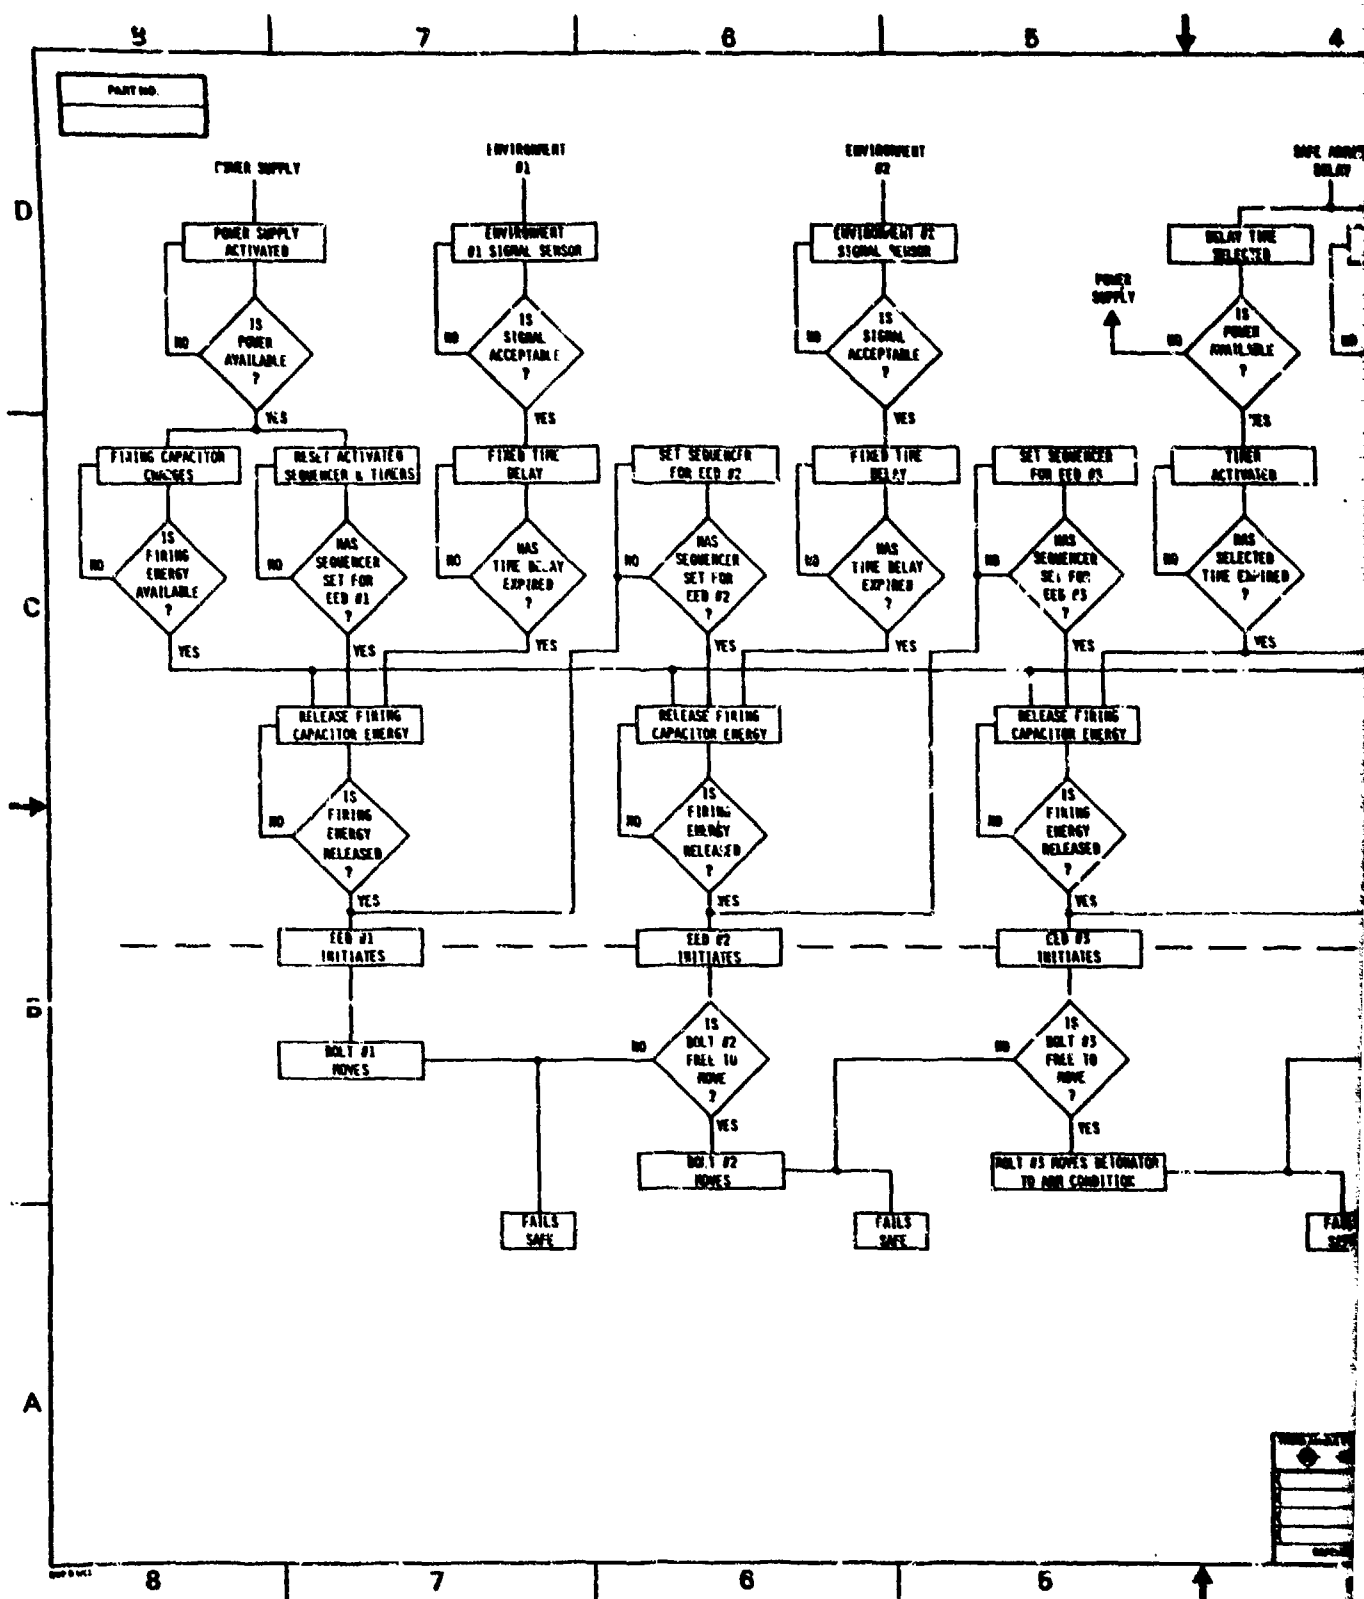 8
7
6
5
4
PART NO.
POWER SUPPLY
ENVIRONMENT
#1
ENVIRONMENT
#2
DELAY
D
POWER SUPPLY
ACTIVATED
ENVIRONMENT
#1 SIGNAL SENSOR
ENVIRONMENT #2
SIGNAL SENSOR
DELAY TIME
SELECTED
POWER
SUPPLY
IS
POWER
AVAILABLE
?
NO
YES
IS
SIGNAL
ACCEPTABLE
?
NO
YES
IS
SIGNAL
ACCEPTABLE
?
NO
YES
IS
POWER
AVAILABLE
?
NO
YES
NO
FIRING CAPACITOR
CHARGES
RESET ACTIVATED
SEQUENCER & TIMERS
FIXED TIME
DELAY
SET SEQUENCER
FOR EED #2
FIXED TIME
DELAY
SET SEQUENCER
FOR EED #3
TIMER
ACTIVATED
C
IS
FIRING
ENERGY
AVAILABLE
?
NO
YES
HAS
SEQUENCER
SET FOR
EED #1
?
NO
YES
HAS
TIME DELAY
EXPIRED
?
NO
YES
HAS
SEQUENCER
SET FOR
EED #2
?
NO
YES
HAS
TIME DELAY
EXPIRED
?
NO
YES
HAS
SEQUENCER
SET FOR
EED #3
?
NO
YES
HAS
SELECTED
TIME EXPIRED
?
NO
YES
RELEASE FIRING
CAPACITOR ENERGY
RELEASE FIRING
CAPACITOR ENERGY
RELEASE FIRING
CAPACITOR ENERGY
IS
FIRING
ENERGY
RELEASED
?
NO
YES
IS
FIRING
ENERGY
RELEASED
?
NO
YES
IS
FIRING
ENERGY
RELEASED
?
NO
YES
EED #1
INITIATES
EED #2
INITIATES
EED #3
INITIATES
B
BOLT #1
MOVES
IS
BOLT #2
FREE TO
MOVE
?
NO
YES
IS
BOLT #3
FREE TO
MOVE
?
NO
YES
BOLT #2
MOVES
BOLT #3 MOVES DETONATOR
TO ARM CONDITION
FAILS
SAFE
FAILS
SAFE
A
8
7
6
5